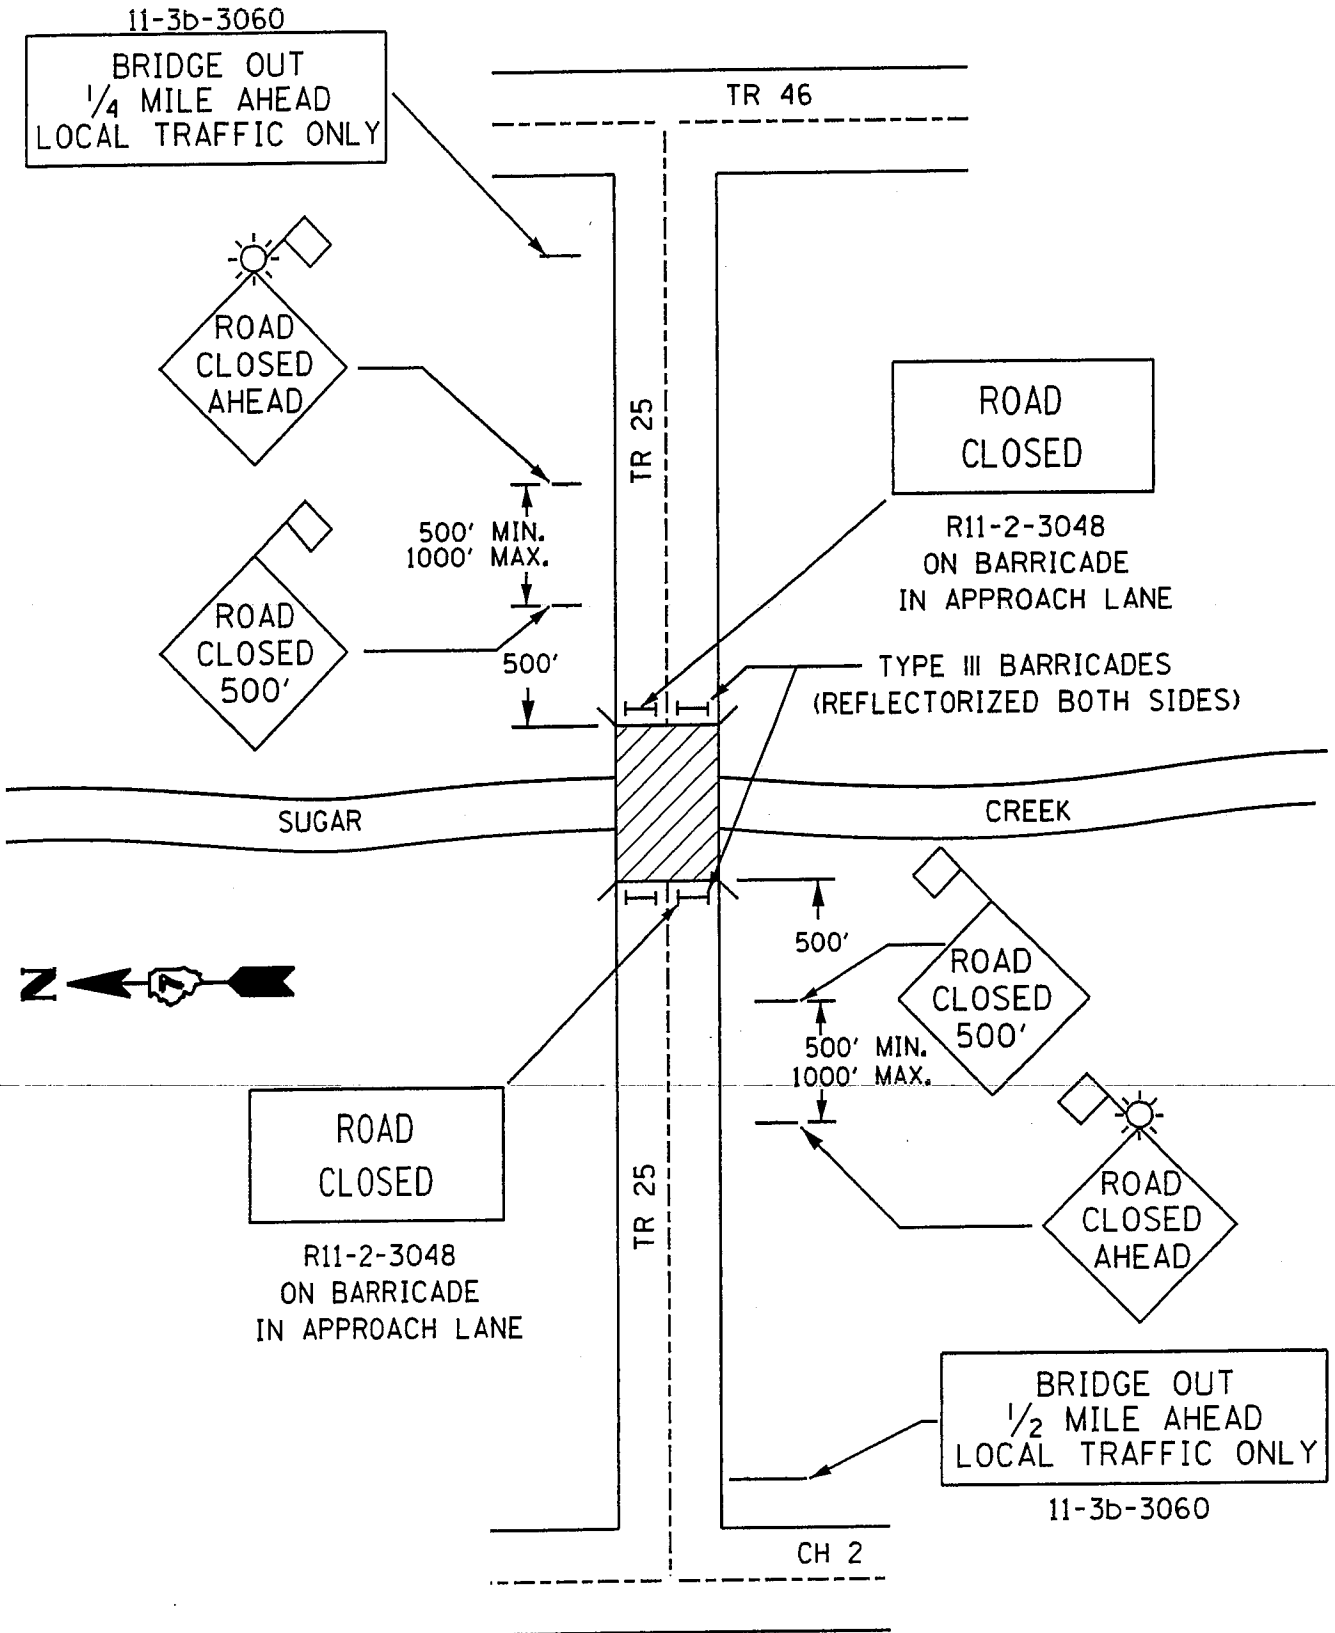 11-3b-3060
BRIDGE OUT
1/4 MILE AHEAD
LOCAL TRAFFIC ONLY
TR 46
ROAD
CLOSED
AHEAD
TR 25
ROAD
CLOSED
R11-2-3048
ON BARRICADE
IN APPROACH LANE
500' MIN.
1000' MAX.
ROAD
CLOSED
500'
500'
TYPE III BARRICADES
(REFLECTORIZED BOTH SIDES)
SUGAR
CREEK
N
500'
ROAD
CLOSED
500'
500' MIN.
1000' MAX.
ROAD
CLOSED
R11-2-3048
ON BARRICADE
IN APPROACH LANE
TR 25
ROAD
CLOSED
AHEAD
BRIDGE OUT
1/2 MILE AHEAD
LOCAL TRAFFIC ONLY
11-3b-3060
CH 2